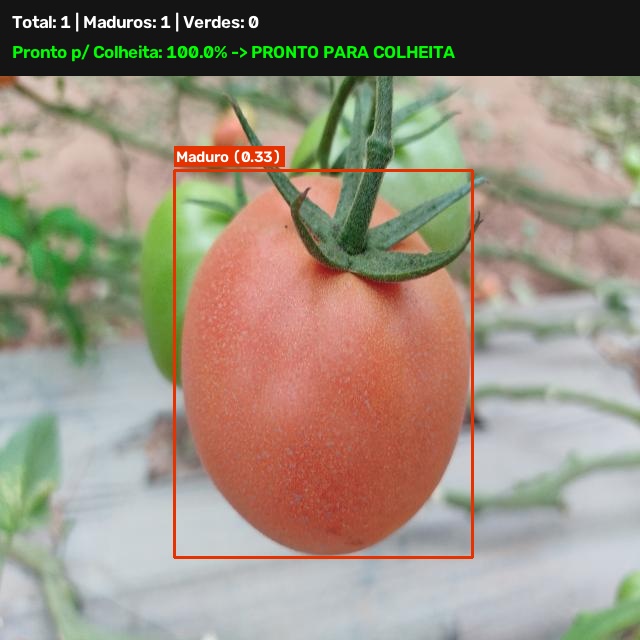 Total: 1 | Maduros: 1 | Verdes: 0
Pronto p/ Colheita: 100.0% -> PRONTO PARA COLHEITA
Maduro (0.33)